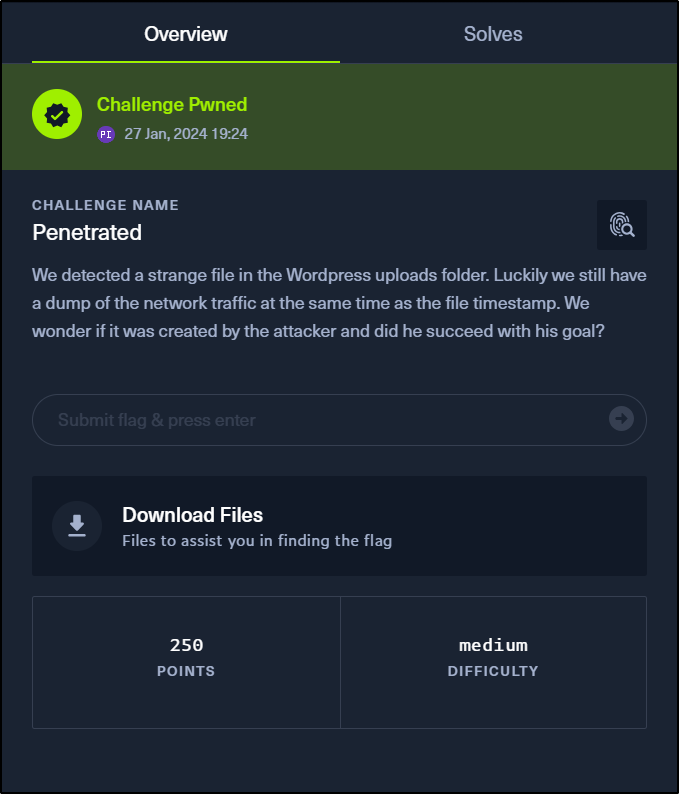 Overview
Solves
Challenge Pwned
PI 27 Jan, 2024 19:24
CHALLENGE NAME
Penetrated
We detected a strange file in the Wordpress uploads folder. Luckily we still have
a dump of the network traffic at the same time as the file timestamp. We
wonder if it was created by the attacker and did he succeed with his goal?
Submit flag & press enter
Download Files
Files to assist you in finding the flag
250
POINTS
medium
DIFFICULTY